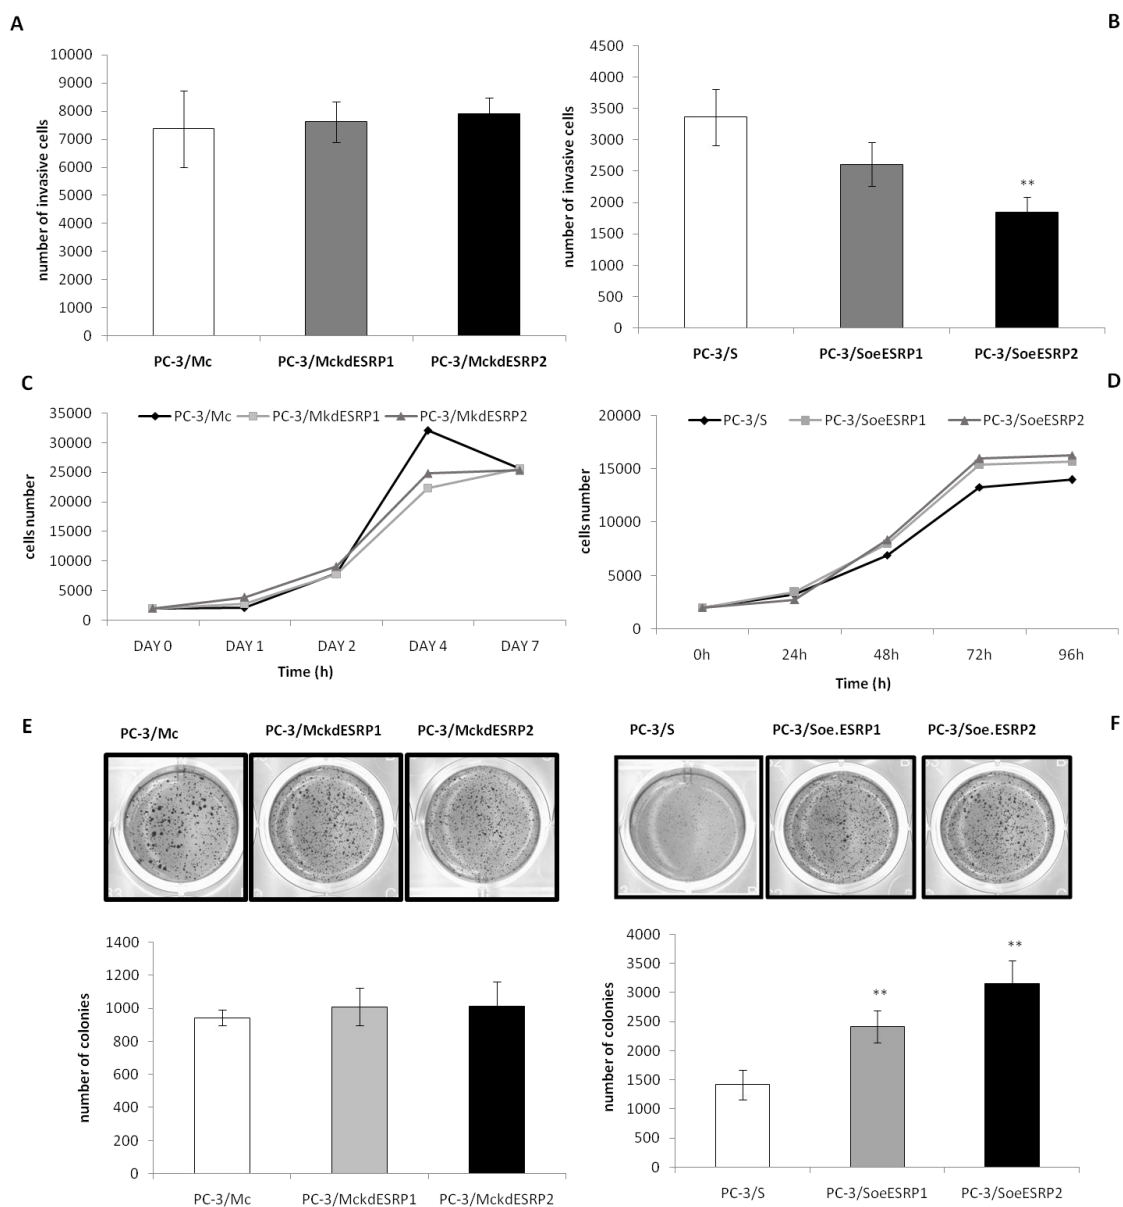 A
number of invasive cells
10000
9000
8000
7000
6000
5000
4000
3000
2000
1000
0
PC-3/Mc PC-3/MckdESRP1 PC-3/MckdESRP2
B
number of invasive cells
4500
4000
3500
3000
2500
2000
1500
1000
500
0
**
PC-3/S PC-3/SoeESRP1 PC-3/SoeESRP2
C
PC-3/Mc PC-3/MkdESRP1 PC-3/MkdESRP2
cells number
35000
30000
25000
20000
15000
10000
5000
0
DAY 0 DAY 1 DAY 2 DAY 4 DAY 7
Time (h)
D
PC-3/S PC-3/SoeESRP1 PC-3/SoeESRP2
cells number
20000
15000
10000
5000
0
0h 24h 48h 72h 96h
Time (h)
E
PC-3/Mc PC-3/MckdESRP1 PC-3/MckdESRP2
number of colonies
1400
1200
1000
800
600
400
200
0
PC-3/Mc PC-3/MckdESRP1 PC-3/MckdESRP2
F
PC-3/S PC-3/Soe.ESRP1 PC-3/Soe.ESRP2
number of colonies
4000
3500
3000
2500
2000
1500
1000
500
0
**
**
PC-3/S PC-3/SoeESRP1 PC-3/SoeESRP2